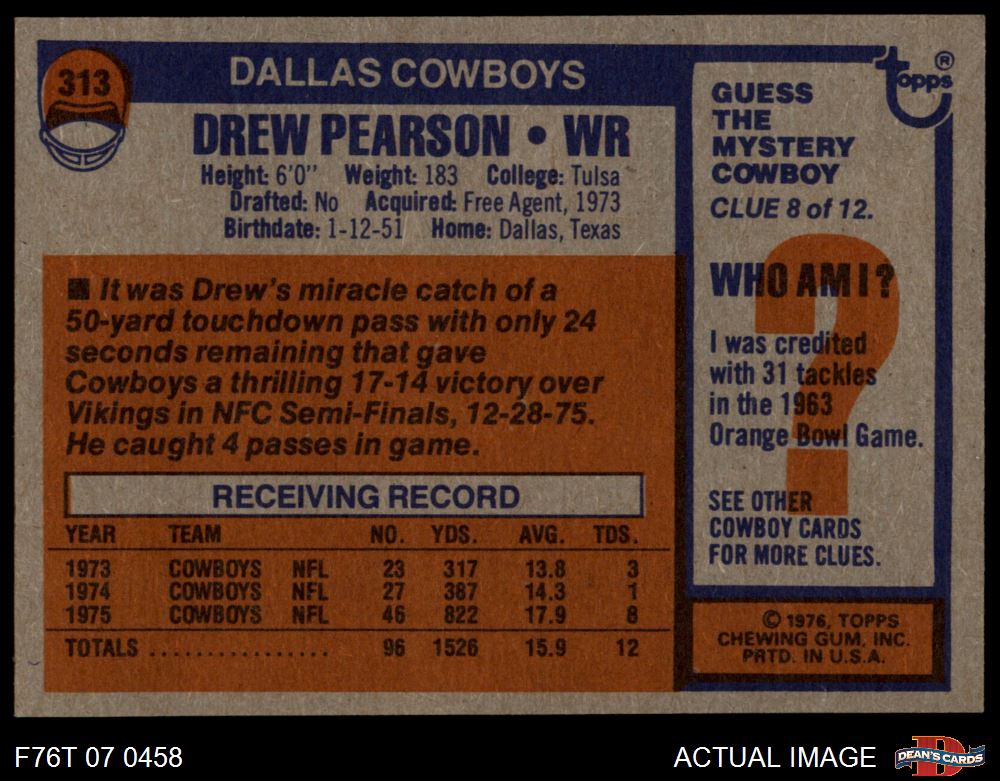 313
DALLAS COWBOYS
DREW PEARSON • WR
Height: 6'0" Weight: 183 College: Tulsa
Drafted: No Acquired: Free Agent, 1973
Birthdate: 1-12-51 Home: Dallas, Texas
■ It was Drew's miracle catch of a
50-yard touchdown pass with only 24
seconds remaining that gave
Cowboys a thrilling 17-14 victory over
Vikings in NFC Semi-Finals, 12-28-75.
He caught 4 passes in game.
RECEIVING RECORD
YEAR TEAM NO. YDS. AVG. TDS.
1973 COWBOYS NFL 23 317 13.8 3
1974 COWBOYS NFL 27 387 14.3 1
1975 COWBOYS NFL 46 822 17.9 8
TOTALS ................ 96 1526 15.9 12
topps ®
GUESS
THE
MYSTERY
COWBOY
CLUE 8 of 12.
?
WHO AM I?
I was credited
with 31 tackles
in the 1963
Orange Bowl Game.
SEE OTHER
COWBOY CARDS
FOR MORE CLUES.
© 1976, TOPPS
CHEWING GUM, INC.
PRTD. IN U.S.A.
F76T 07 0458
ACTUAL IMAGE
D
DEAN'S CARDS